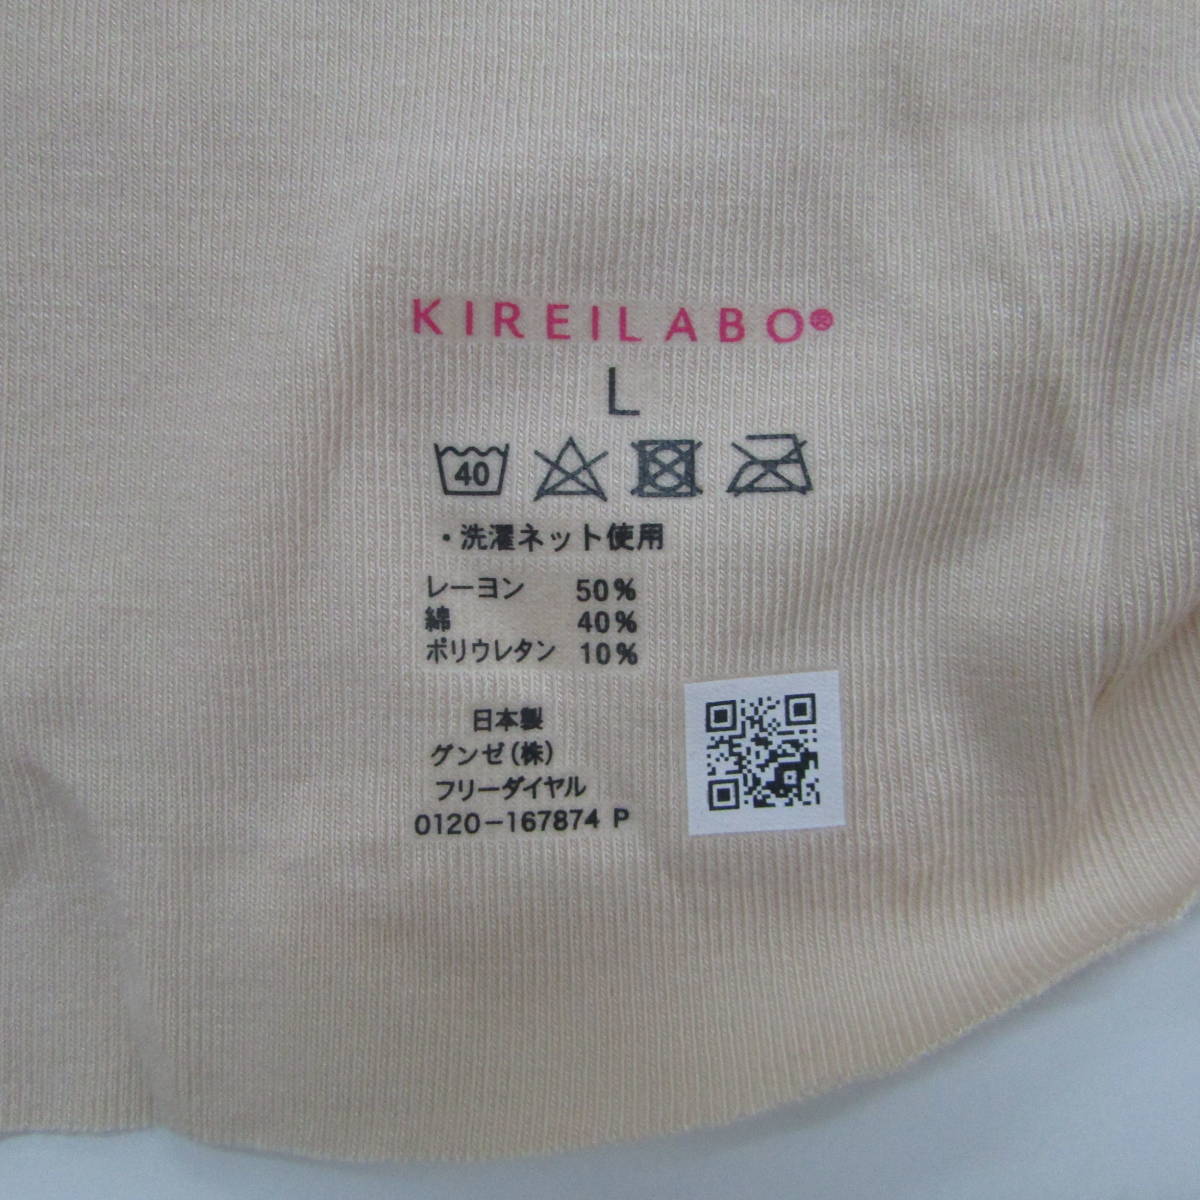 KIREILABO®
L
40
・洗濯ネット使用
レーヨン 50%
綿 40%
ポリウレタン 10%
日本製
グンゼ(株)
フリーダイヤル
0120-167874 P